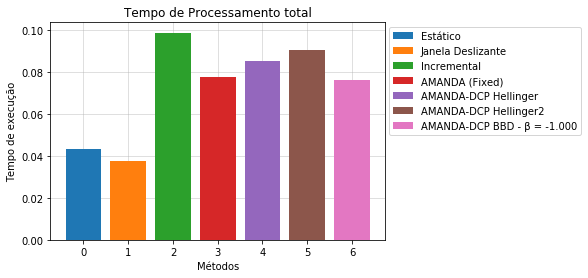 Tempo de Processamento total
0.10
0.08
0.06
0.04
0.02
0.00
Tempo de execução
0 1 2 3 4 5 6
Métodos
Estático
Janela Deslizante
Incremental
AMANDA (Fixed)
AMANDA-DCP Hellinger
AMANDA-DCP Hellinger2
AMANDA-DCP BBD - β = -1.000